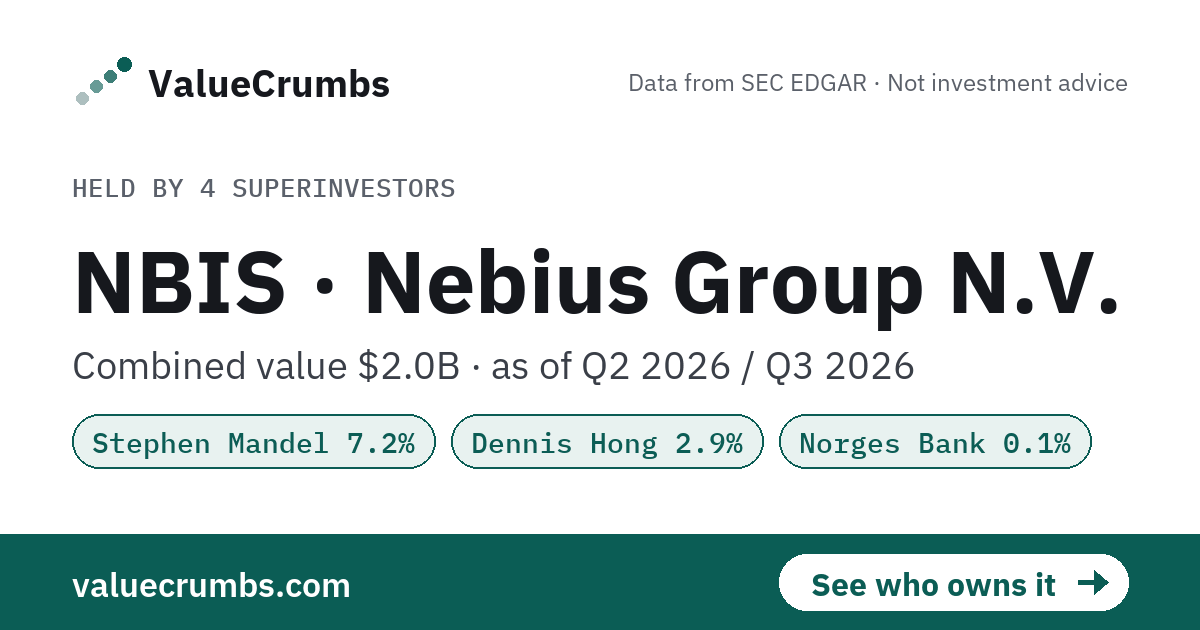 ValueCrumbs
Data from SEC EDGAR · Not investment advice
HELD BY 4 SUPERINVESTORS
NBIS · Nebius Group N.V.
Combined value $2.0B · as of Q2 2026 / Q3 2026
Stephen Mandel 7.2%
Dennis Hong 2.9%
Norges Bank 0.1%
valuecrumbs.com
See who owns it →